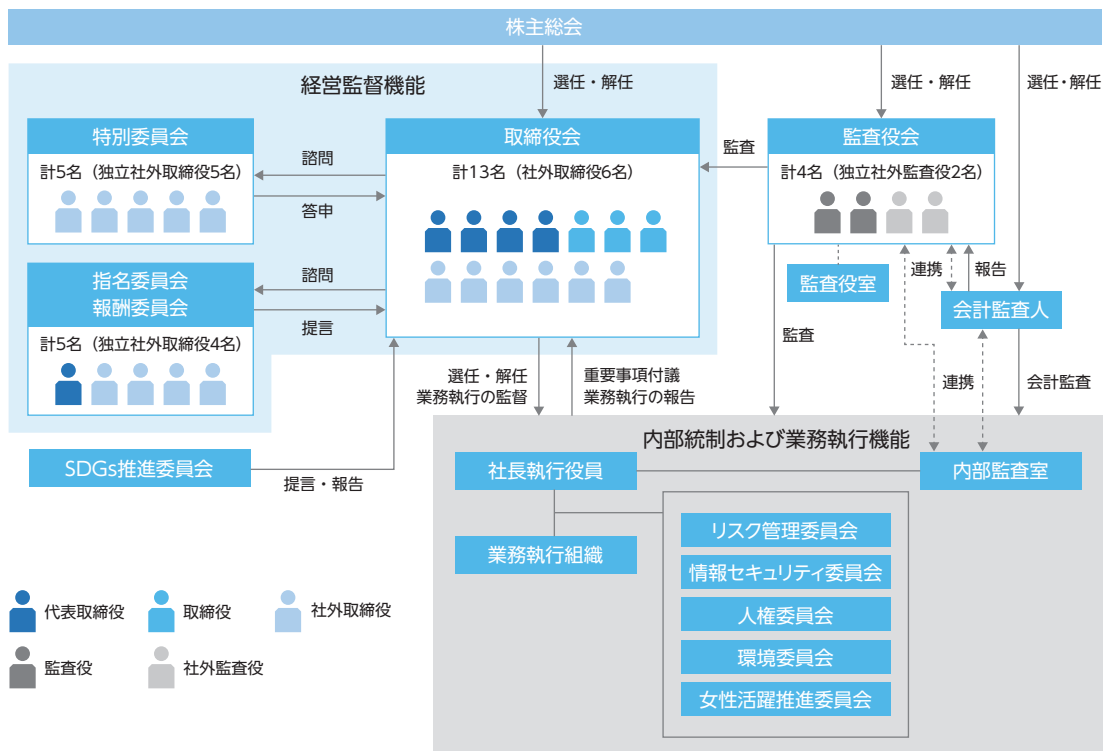 株主総会
選任・解任
選任・解任
選任・解任
経営監督機能
特別委員会
計5名（独立社外取締役5名）
諮問
答申
取締役会
計13名（社外取締役6名）
監査
監査役会
計4名（独立社外監査役2名）
指名委員会
報酬委員会
計5名（独立社外取締役4名）
諮問
提言
監査役室
連携
報告
会計監査人
監査
連携
会計監査
選任・解任
業務執行の監督
重要事項付議
業務執行の報告
SDGs推進委員会
提言・報告
内部統制および業務執行機能
社長執行役員
内部監査室
業務執行組織
リスク管理委員会
情報セキュリティ委員会
人権委員会
環境委員会
女性活躍推進委員会
代表取締役
取締役
社外取締役
監査役
社外監査役